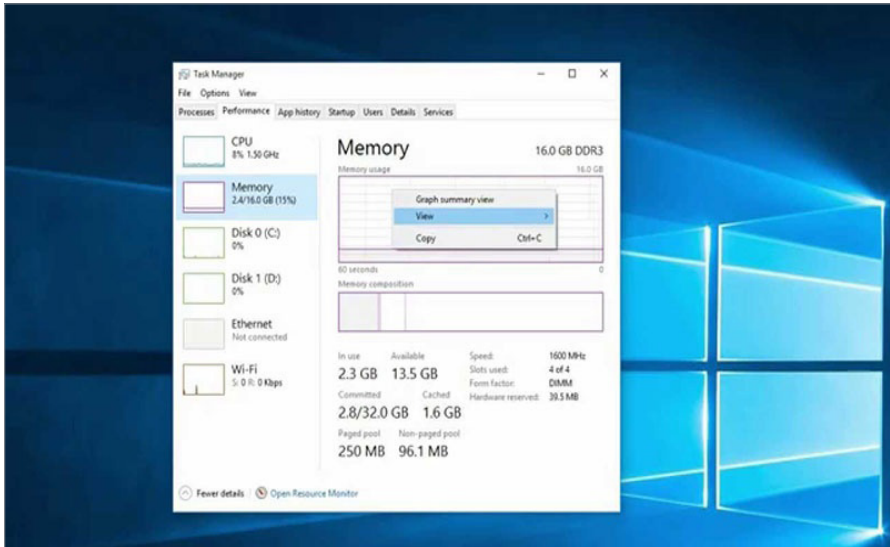 Task Manager
File Options View
Processes Performance App history Startup Users Details Services
CPU
8% 1.50 GHz
Memory
2.4/16.0 GB (15%)
Disk 0 (C:)
0%
Disk 1 (D:)
0%
Ethernet
Not connected
Wi-Fi
S: 0 R: 0 Kbps
Memory 16.0 GB DDR3
Memory usage 16.0 GB
Graph summary view
View
Copy Ctrl+C
60 seconds 0
Memory composition
In use Available
2.3 GB 13.5 GB
Committed Cached
2.8/32.0 GB 1.6 GB
Paged pool Non-paged pool
250 MB 96.1 MB
Speed: 1600 MHz
Slots used: 4 of 4
Form factor: DIMM
Hardware reserved: 39.5 MB
Fewer details Open Resource Monitor